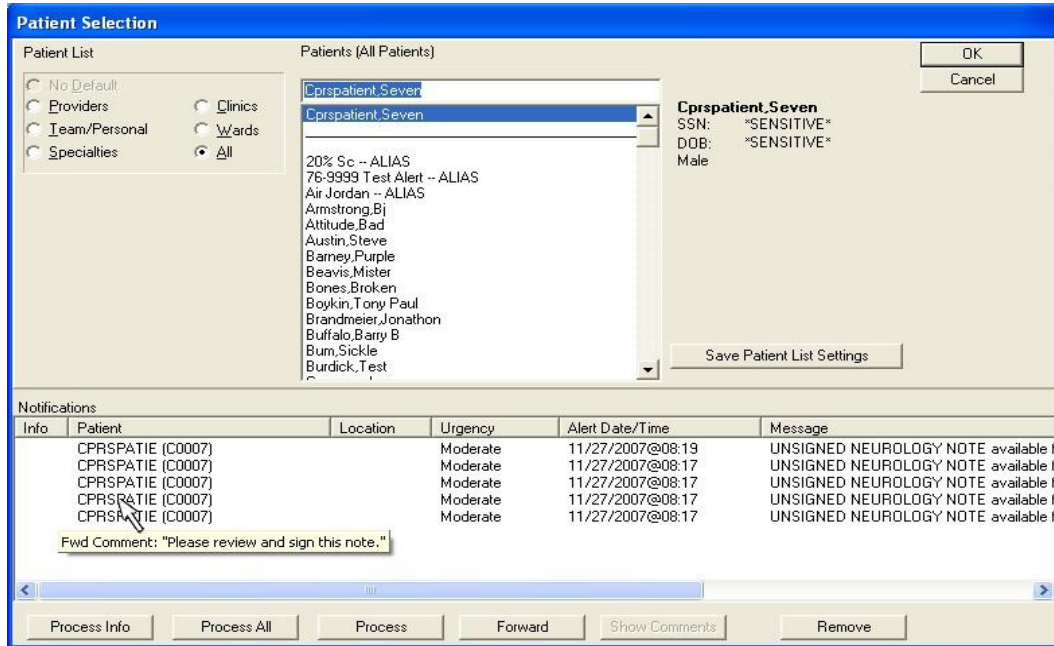 Patient Selection
Patient List
No Default
Providers
Clinics
Team/Personal
Wards
Specialties
All
Patients (All Patients)
Cprspatient,Seven
Cprspatient,Seven
20% Sc -- ALIAS
76-9999 Test Alert -- ALIAS
Air Jordan -- ALIAS
Armstrong,Bj
Attitude,Bad
Austin,Steve
Barney,Purple
Beavis,Mister
Bones,Broken
Boykin,Tony Paul
Brandmeier,Jonathon
Buffalo,Barry B
Bum,Sickle
Burdick,Test
OK
Cancel
Cprspatient,Seven
SSN: *SENSITIVE*
DOB: *SENSITIVE*
Male
Save Patient List Settings
Notifications
Info Patient Location Urgency Alert Date/Time Message
CPRSPATIE (C0007) Moderate 11/27/2007@08:19 UNSIGNED NEUROLOGY NOTE available
CPRSPATIE (C0007) Moderate 11/27/2007@08:17 UNSIGNED NEUROLOGY NOTE available
CPRSPATIE (C0007) Moderate 11/27/2007@08:17 UNSIGNED NEUROLOGY NOTE available
CPRSPATIE (C0007) Moderate 11/27/2007@08:17 UNSIGNED NEUROLOGY NOTE available
CPRSPATIE (C0007) Moderate 11/27/2007@08:17 UNSIGNED NEUROLOGY NOTE available
Fwd Comment: "Please review and sign this note."
Process Info Process All Process Forward Show Comments Remove